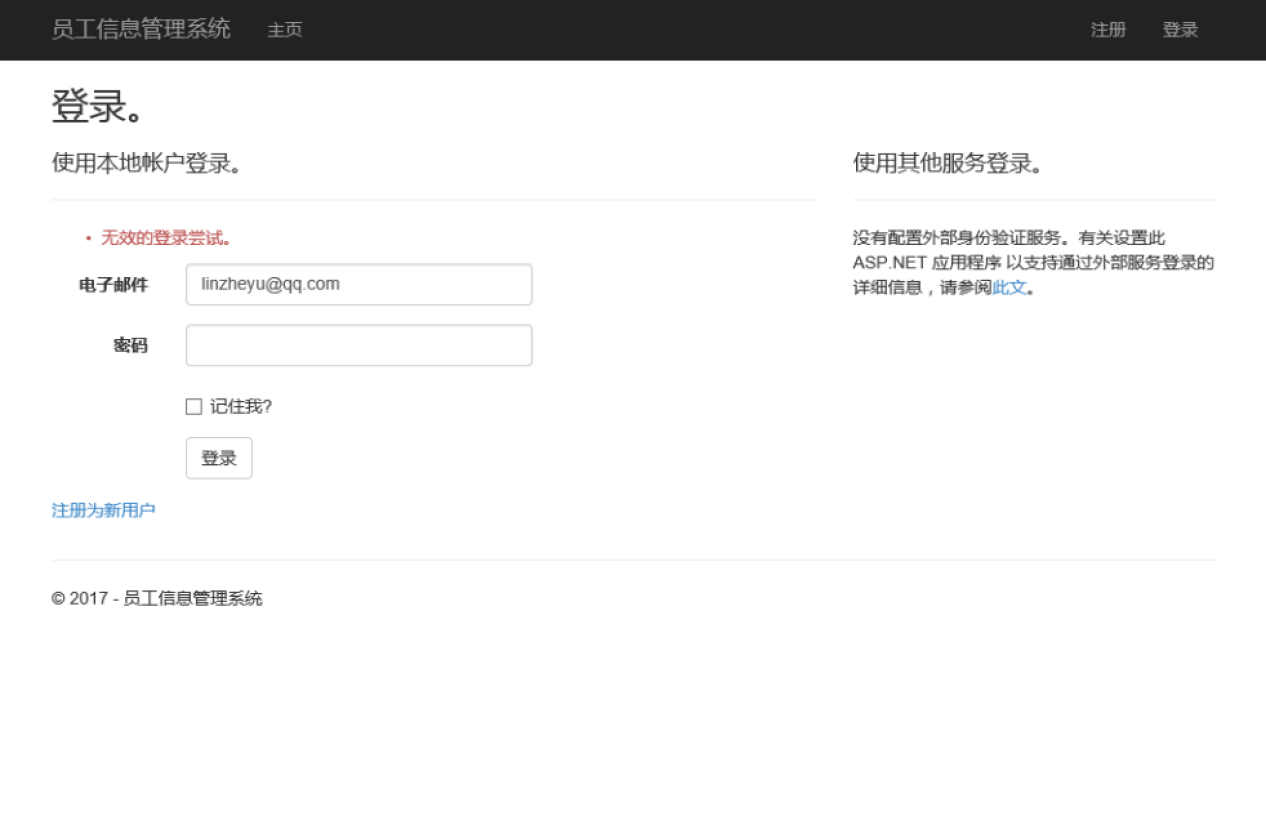 员工信息管理系统 主页 注册 登录
登录。
使用本地帐户登录。
• 无效的登录尝试。
电子邮件 linzheyu@qq.com
密码
记住我?
登录
注册为新用户
使用其他服务登录。
没有配置外部身份验证服务。有关设置此
ASP.NET 应用程序 以支持通过外部服务登录的
详细信息，请参阅此文。
© 2017 - 员工信息管理系统